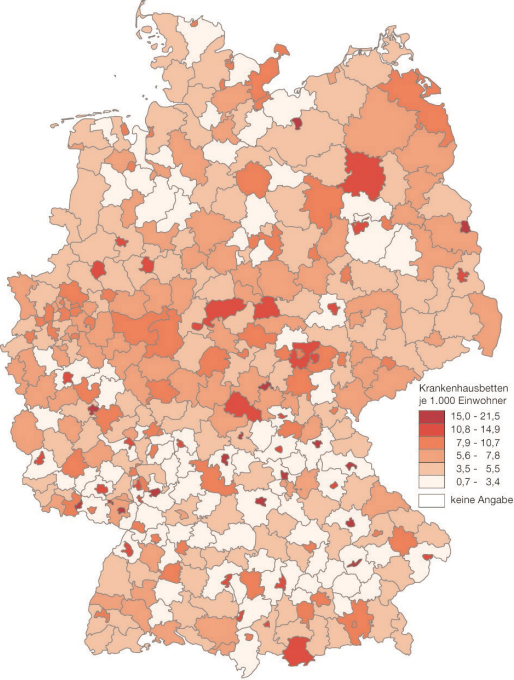 Krankenhausbetten
je 1.000 Einwohner
15,0 - 21,5
10,8 - 14,9
7,9 - 10,7
5,6 - 7,8
3,5 - 5,5
0,7 - 3,4
keine Angabe